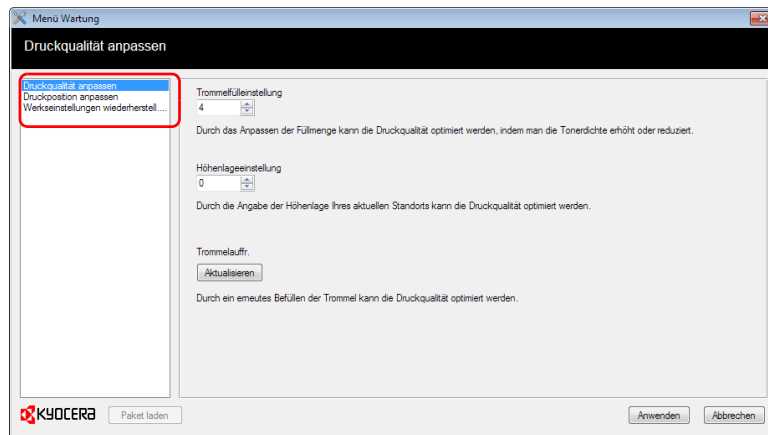 Menü Wartung
Druckqualität anpassen
Druckqualität anpassen
Druckposition anpassen
Werkseinstellungen wiederherstell....
Trommelfülleinstellung
4
Durch das Anpassen der Füllmenge kann die Druckqualität optimiert werden, indem man die Tonerdichte erhöht oder reduziert.
Höhenlageeinstellung
0
Durch die Angabe der Höhenlage Ihres aktuellen Standorts kann die Druckqualität optimiert werden.
Trommelauffr.
Aktualisieren
Durch ein erneutes Befüllen der Trommel kann die Druckqualität optimiert werden.
KYOCERA
Paket laden
Anwenden
Abbrechen